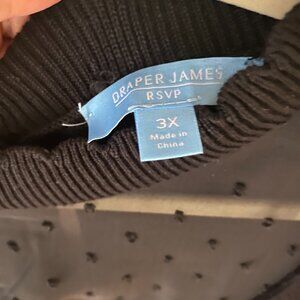 DRAPER JAMES
RSVP
3X
Made in
China